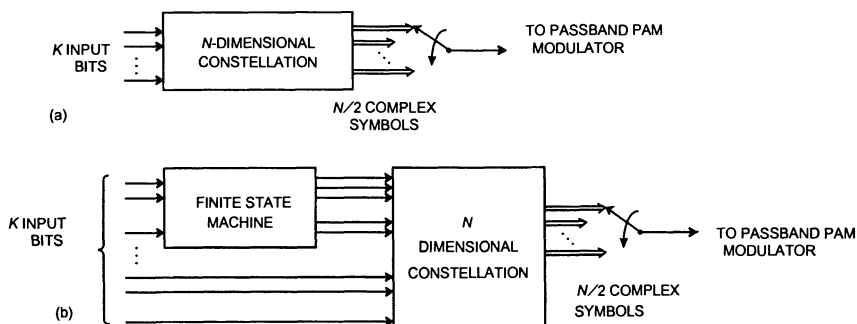 K INPUT
BITS
N-DIMENSIONAL
CONSTELLATION
TO PASSBAND PAM
MODULATOR
N/2 COMPLEX
SYMBOLS
(a)
K INPUT
BITS
FINITE STATE
MACHINE
N
DIMENSIONAL
CONSTELLATION
TO PASSBAND PAM
MODULATOR
N/2 COMPLEX
SYMBOLS
(b)